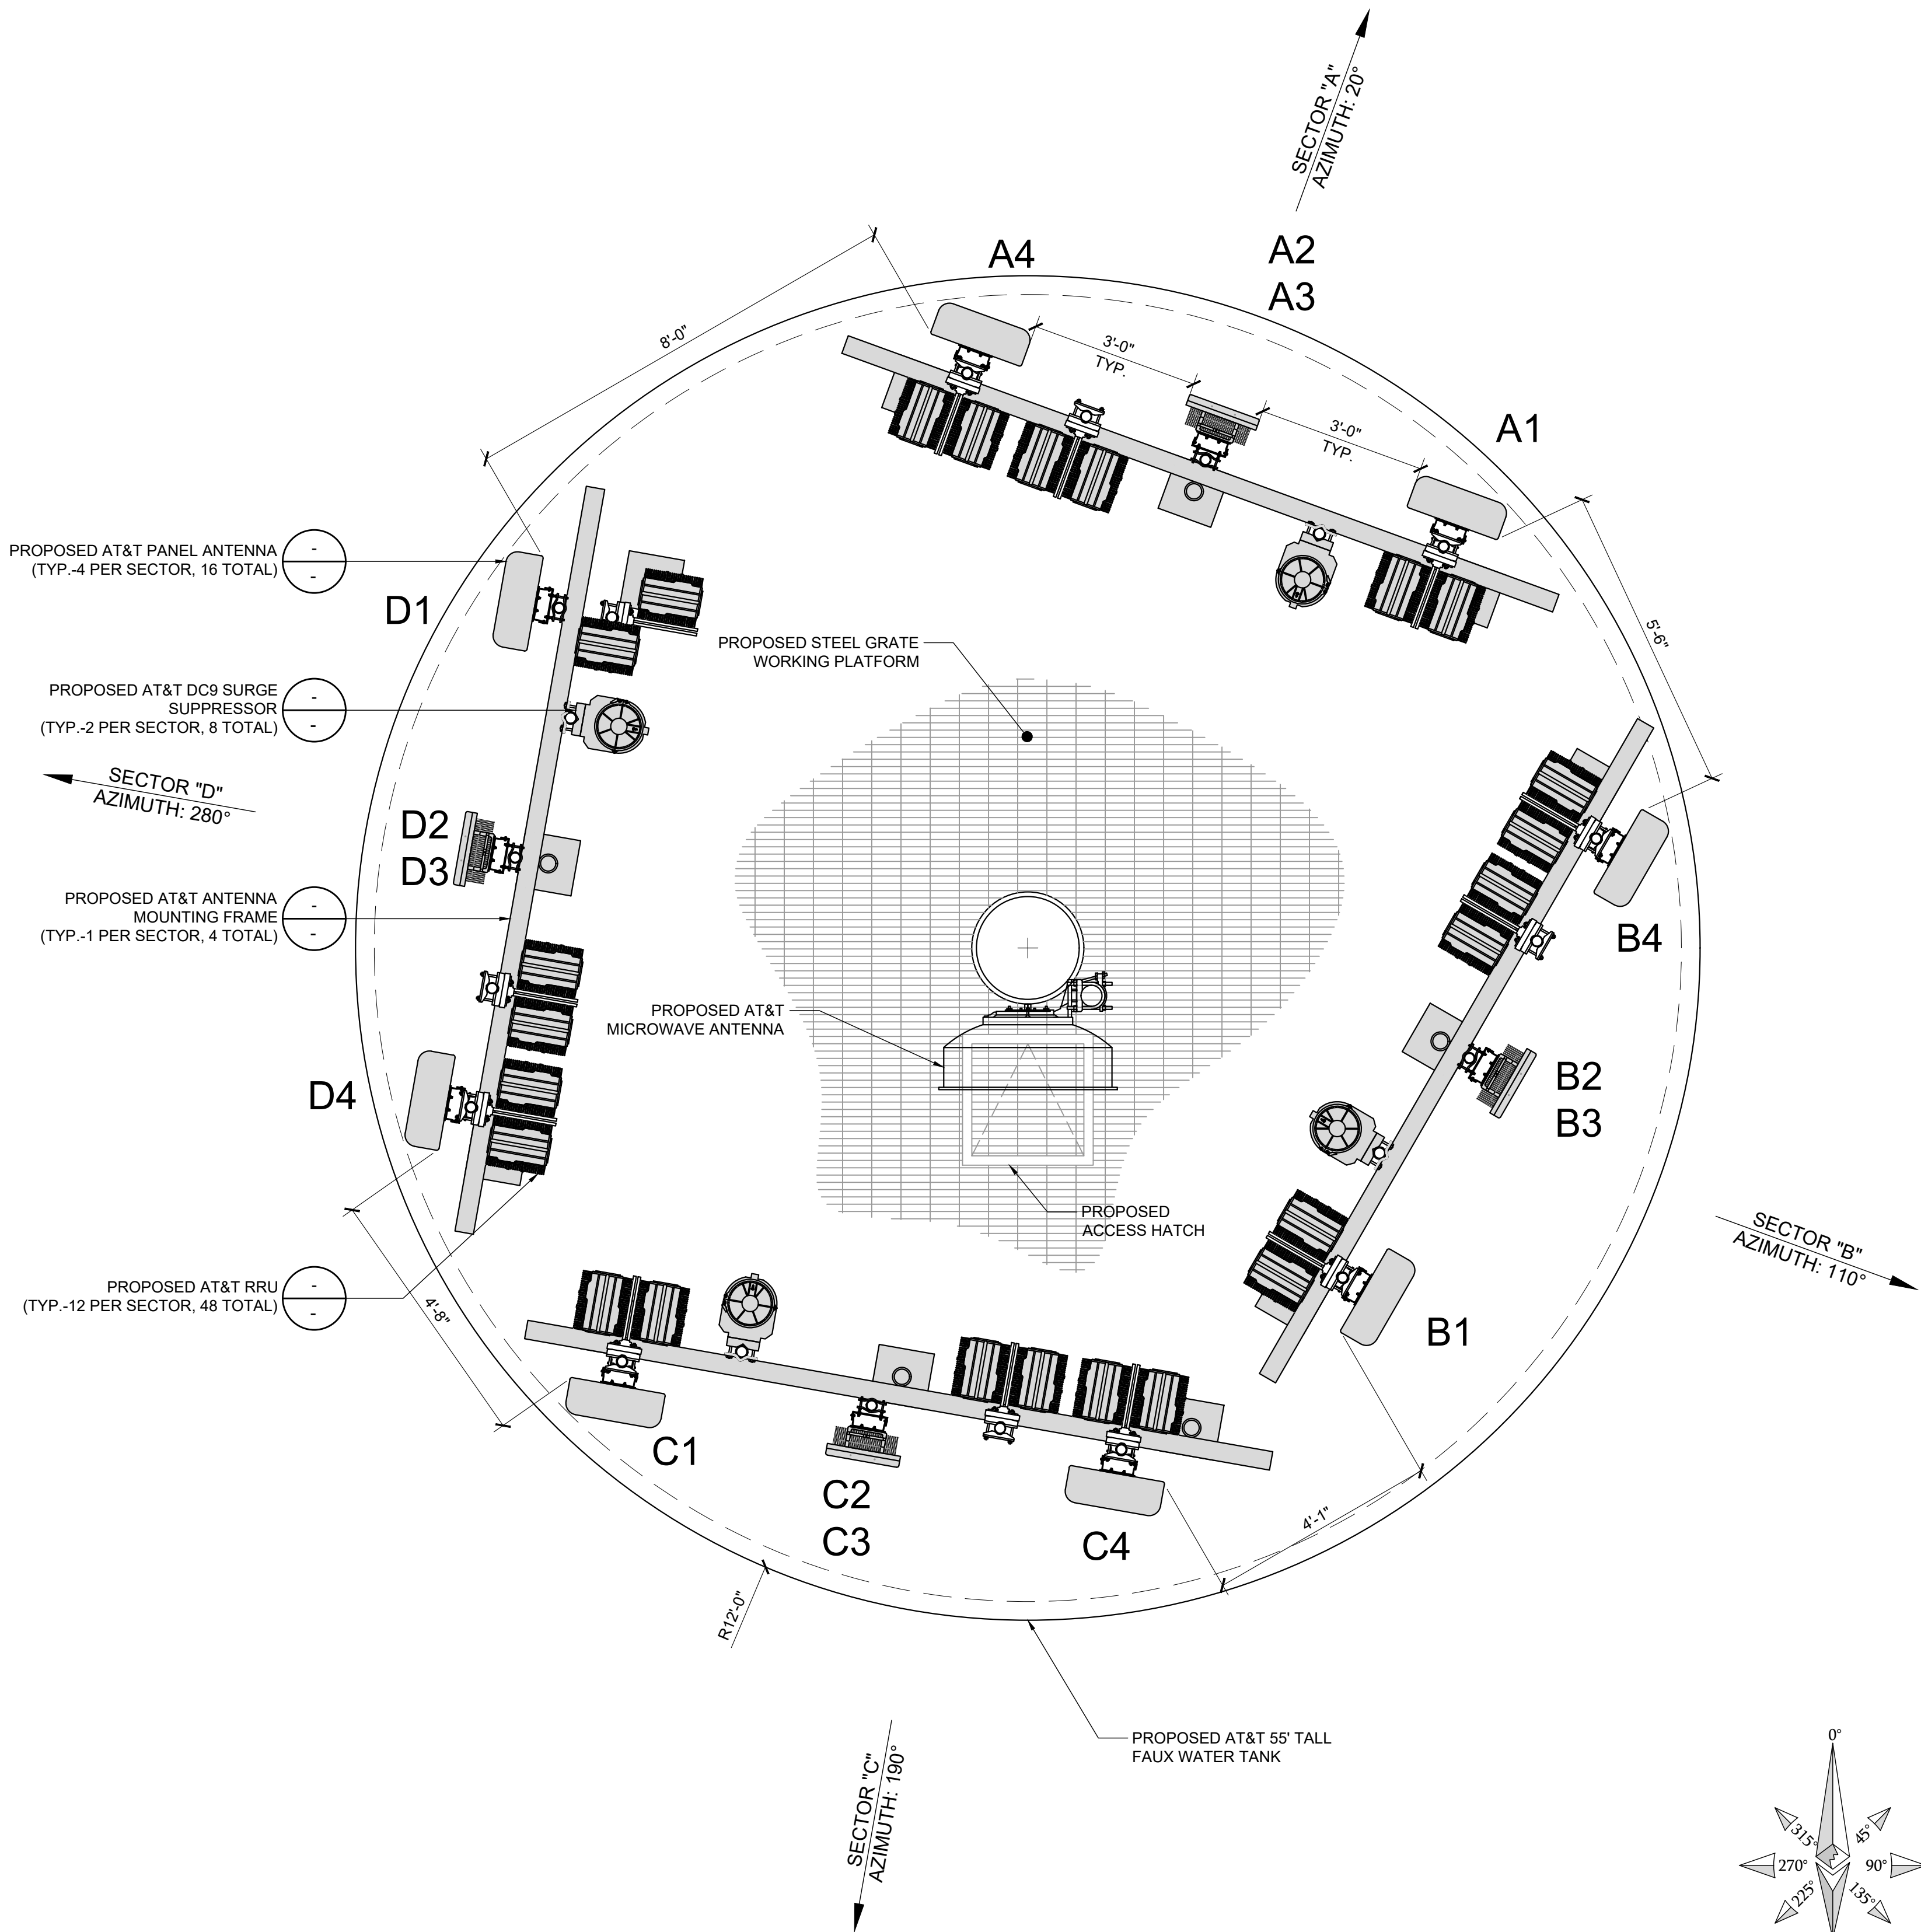 SECTOR "A"
AZIMUTH: 20°
A4
A2
A3
A1
8'-0"
3'-0"
TYP.
3'-0"
TYP.
5'-6"
PROPOSED AT&T PANEL ANTENNA
(TYP.-4 PER SECTOR, 16 TOTAL)
-
-
D1
PROPOSED STEEL GRATE
WORKING PLATFORM
PROPOSED AT&T DC9 SURGE
SUPPRESSOR
(TYP.-2 PER SECTOR, 8 TOTAL)
-
-
SECTOR "D"
AZIMUTH: 280°
D2
D3
PROPOSED AT&T ANTENNA
MOUNTING FRAME
(TYP.-1 PER SECTOR, 4 TOTAL)
-
-
B4
PROPOSED AT&T
MICROWAVE ANTENNA
D4
B2
B3
PROPOSED
ACCESS HATCH
SECTOR "B"
AZIMUTH: 110°
PROPOSED AT&T RRU
(TYP.-12 PER SECTOR, 48 TOTAL)
-
-
4'-8"
B1
C1
C2
C3
C4
4'-1"
R12'-0"
PROPOSED AT&T 55' TALL
FAUX WATER TANK
SECTOR "C"
AZIMUTH: 190°
0°
315°
45°
270°
90°
225°
135°